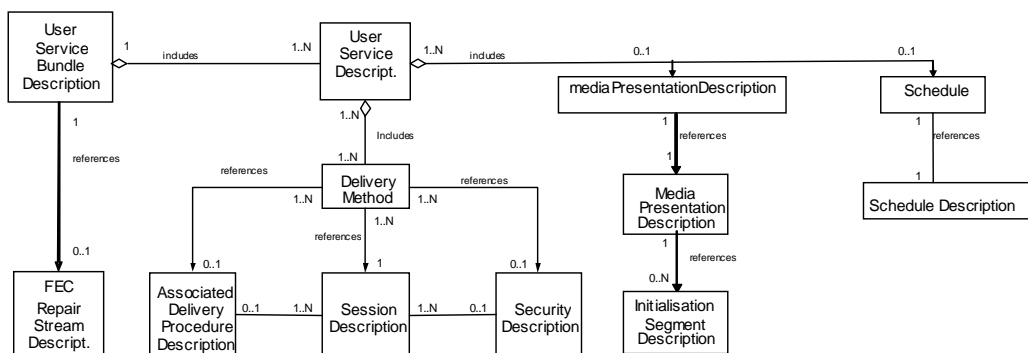 User
Service
Bundle
Description
1
includes
1..N
User
Service
Descript.
1..N
includes
0..1
0..1
mediaPresentationDescription
Schedule
1
references
1..N
Includes
1..N
1
references
1
1
references
1
references
Delivery
Method
references
1..N
1..N
1..N
references
Media
Presentation
Description
Schedule Description
1
references
0..N
0..1
0..1
1
0..1
FEC
Repair
Stream
Descript.
Associated
Delivery
Procedure
Description
0..1
1..N
Session
Description
1..N
0..1
Security
Description
Initialisation
Segment Description